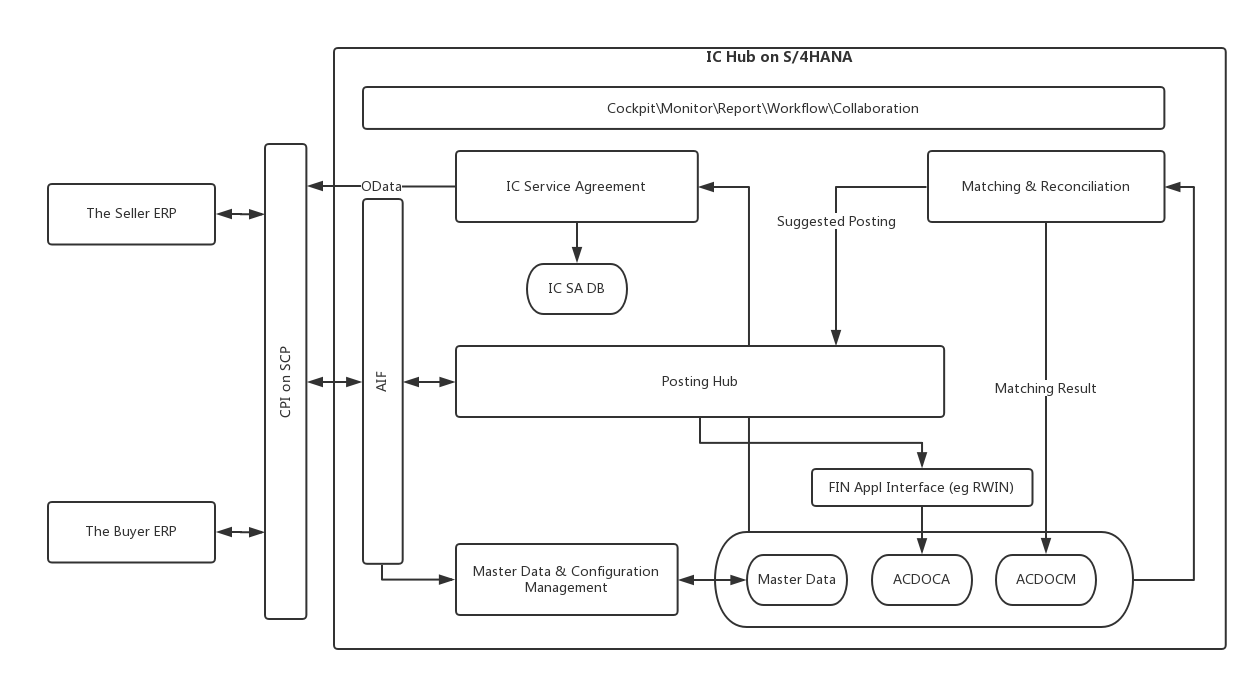 IC Hub on S/4HANA
Cockpit\Monitor\Report\Workflow\Collaboration
OData
IC Service Agreement
Matching & Reconciliation
The Seller ERP
Suggested Posting
IC SA DB
CPI on SCP
AIF
Posting Hub
Matching Result
FIN Appl Interface (eg RWIN)
The Buyer ERP
Master Data & Configuration
Management
Master Data
ACDOCA
ACDOCM